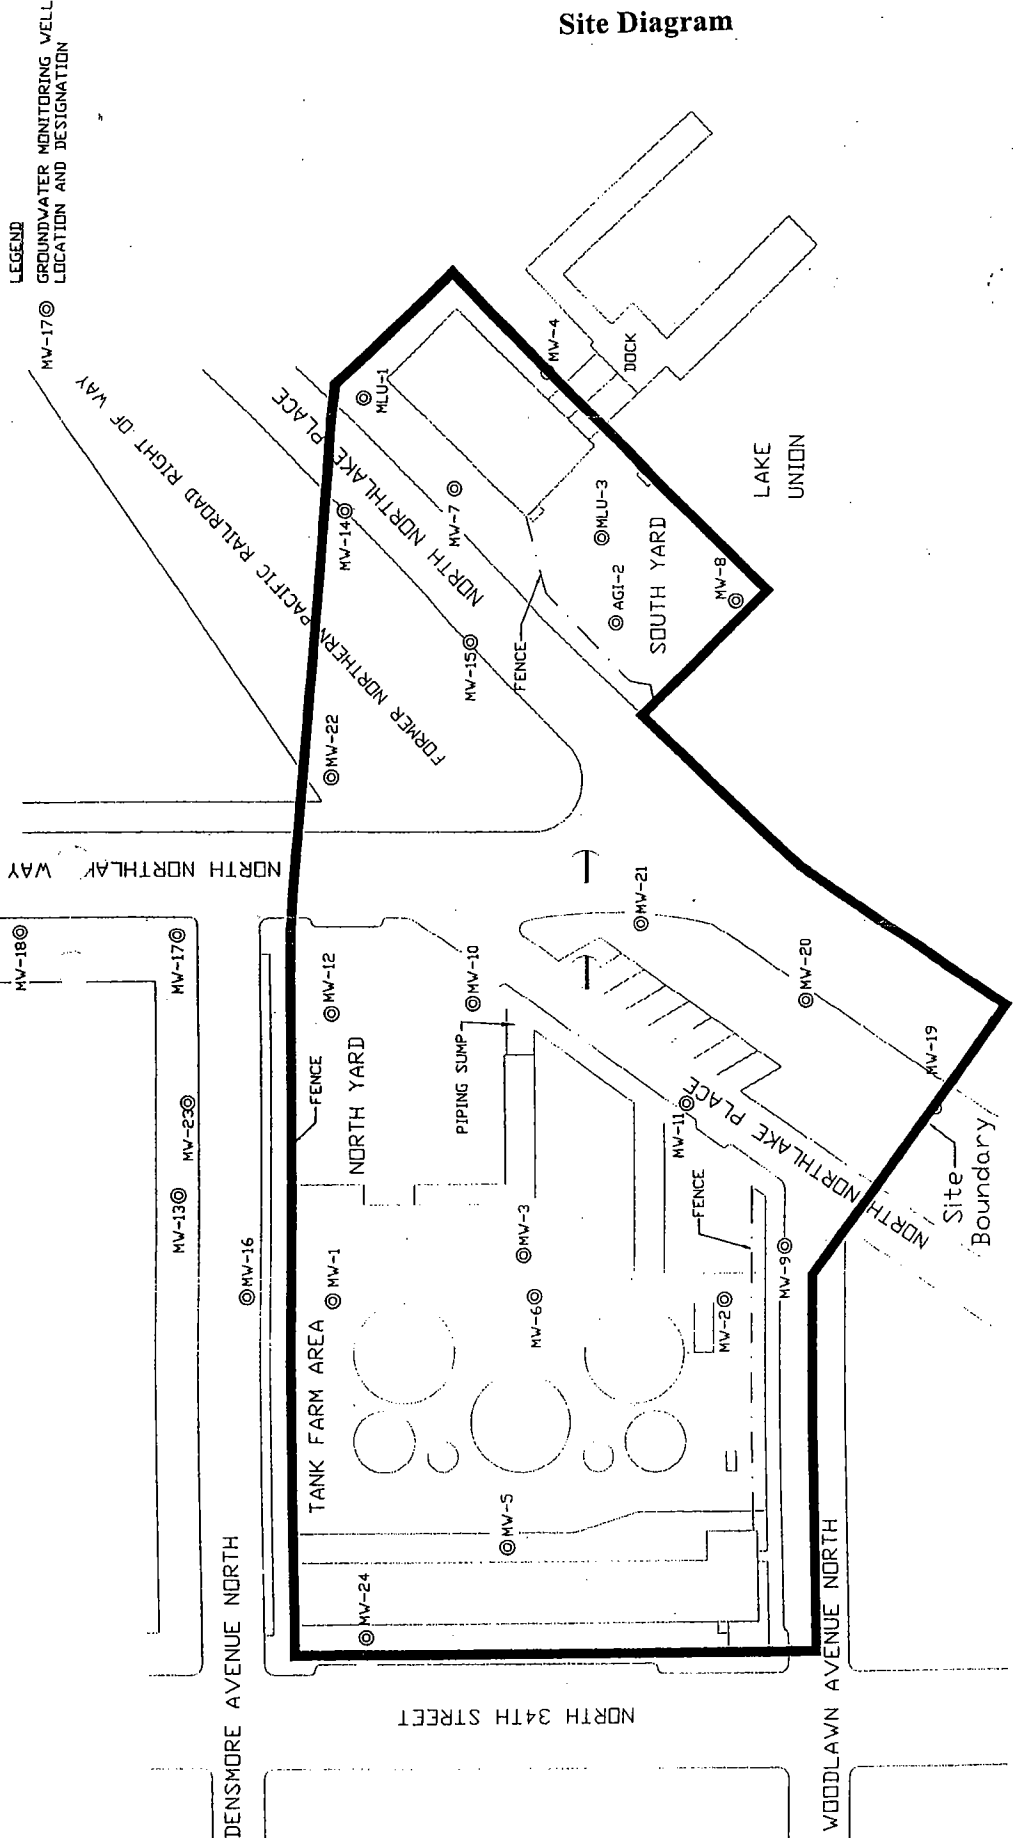 Site Diagram
LEGEND
MW-17 GROUNDWATER MONITORING WELL
LOCATION AND DESIGNATION
FORMER NORTHERN PACIFIC RAILROAD RIGHT OF WAY
NORTH NORTHLAKE PLACE
MLU-1
MW-4
DOCK
LAKE
UNION
MW-14
MW-7
MLU-3
AGI-2
SOUTH YARD
MW-8
MW-15
FENCE
MW-22
NORTH NORTHLAK WAY
MW-18
MW-17
MW-12
MW-10
MW-21
MW-20
MW-19
PIPING SUMP
NORTH YARD
FENCE
MW-23
MW-13
MW-11
NORTH NORTHLAKE PLACE
Site
Boundary
FENCE
MW-16
MW-1
MW-3
MW-6
MW-2
MW-9
TANK FARM AREA
MW-5
MW-24
DENSMORE AVENUE NORTH
NORTH 34TH STREET
WOODLAWN AVENUE NORTH